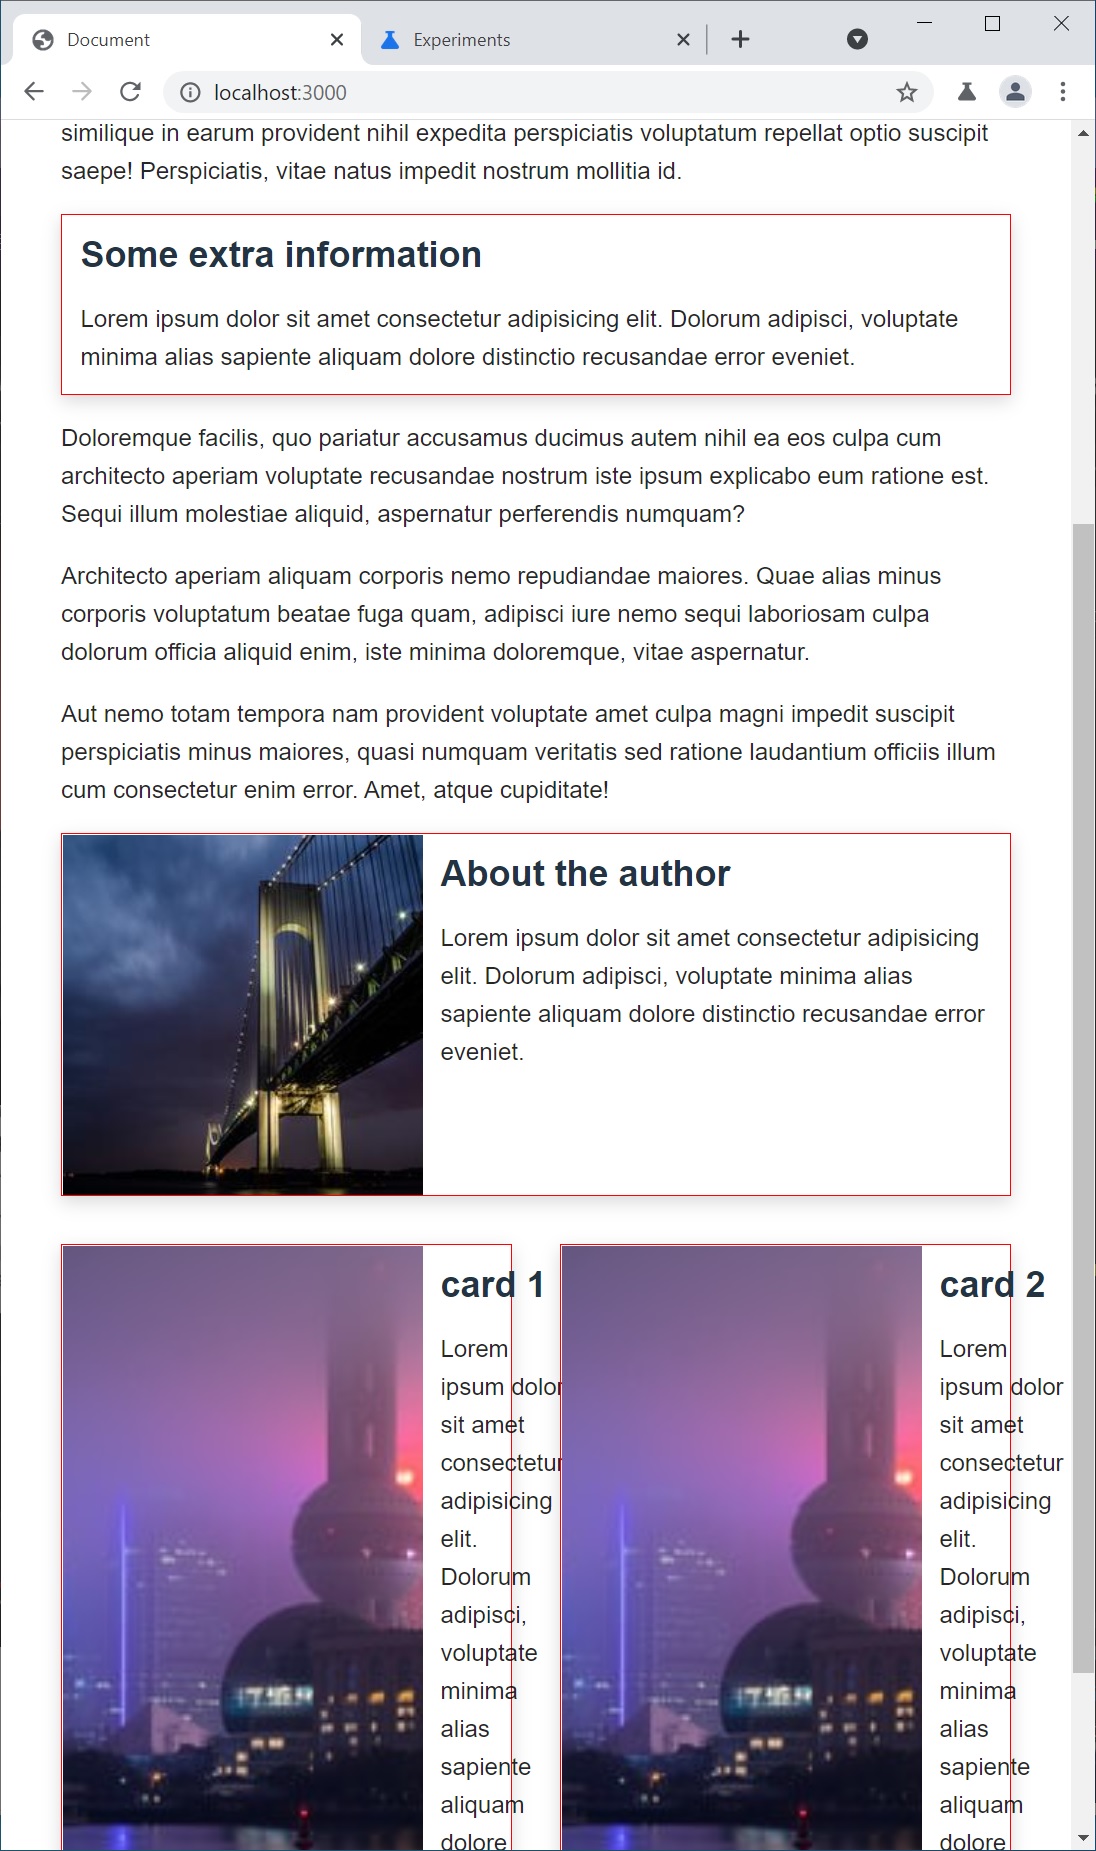 Document
Experiments
localhost:3000
similique in earum provident nihil expedita perspiciatis voluptatum repellat optio suscipit
saepe! Perspiciatis, vitae natus impedit nostrum mollitia id.
Some extra information
Lorem ipsum dolor sit amet consectetur adipisicing elit. Dolorum adipisci, voluptate
minima alias sapiente aliquam dolore distinctio recusandae error eveniet.
Doloremque facilis, quo pariatur accusamus ducimus autem nihil ea eos culpa cum
architecto aperiam voluptate recusandae nostrum iste ipsum explicabo eum ratione est.
Sequi illum molestiae aliquid, aspernatur perferendis numquam?
Architecto aperiam aliquam corporis nemo repudiandae maiores. Quae alias minus
corporis voluptatum beatae fuga quam, adipisci iure nemo sequi laboriosam culpa
dolorum officia aliquid enim, iste minima doloremque, vitae aspernatur.
Aut nemo totam tempora nam provident voluptate amet culpa magni impedit suscipit
perspiciatis minus maiores, quasi numquam veritatis sed ratione laudantium officiis illum
cum consectetur enim error. Amet, atque cupiditate!
About the author
Lorem ipsum dolor sit amet consectetur adipisicing
elit. Dolorum adipisci, voluptate minima alias
sapiente aliquam dolore distinctio recusandae error
eveniet.
card 1
Lorem
ipsum dolor
sit amet
consectetur
adipisicing
elit.
Dolorum
adipisci,
voluptate
minima
alias
sapiente
aliquam
dolore
card 2
Lorem
ipsum dolor
sit amet
consectetur
adipisicing
elit.
Dolorum
adipisci,
voluptate
minima
alias
sapiente
aliquam
dolore